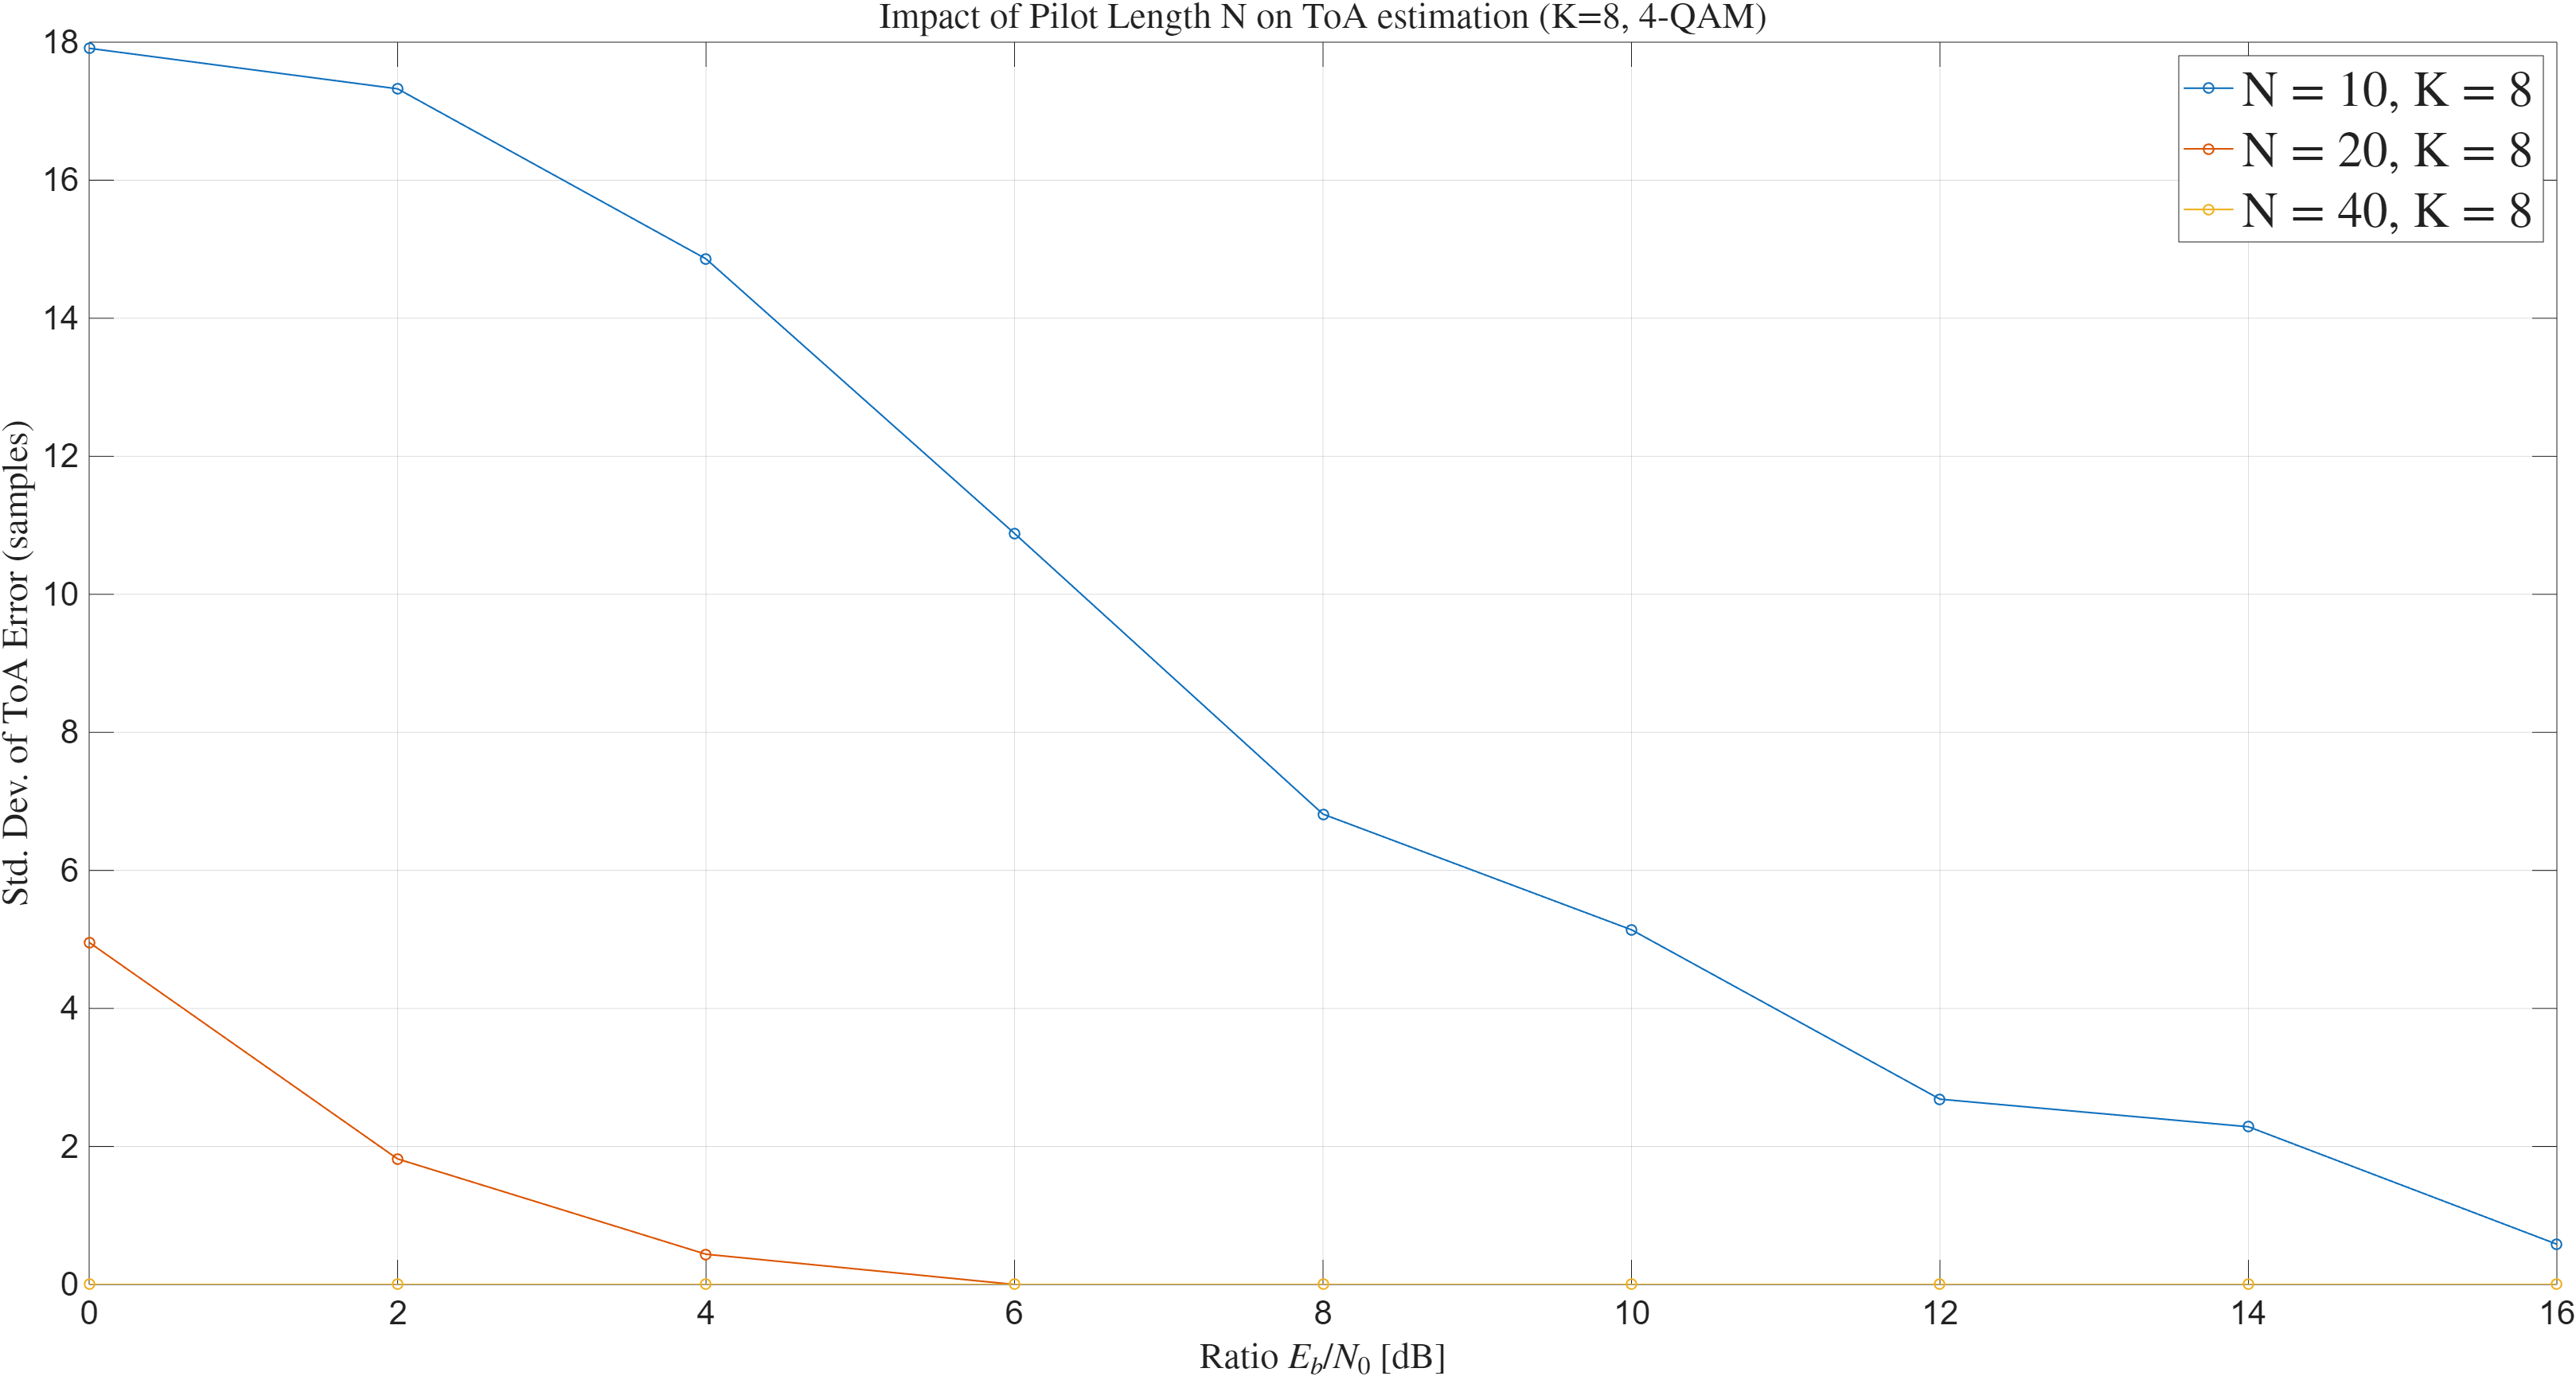 Impact of Pilot Length N on ToA estimation (K=8, 4-QAM)
N = 10, K = 8
N = 20, K = 8
N = 40, K = 8
Std. Dev. of ToA Error (samples)
18
16
14
12
10
8
6
4
2
0
0 2 4 6 8 10 12 14 16
Ratio E_b/N_0 [dB]